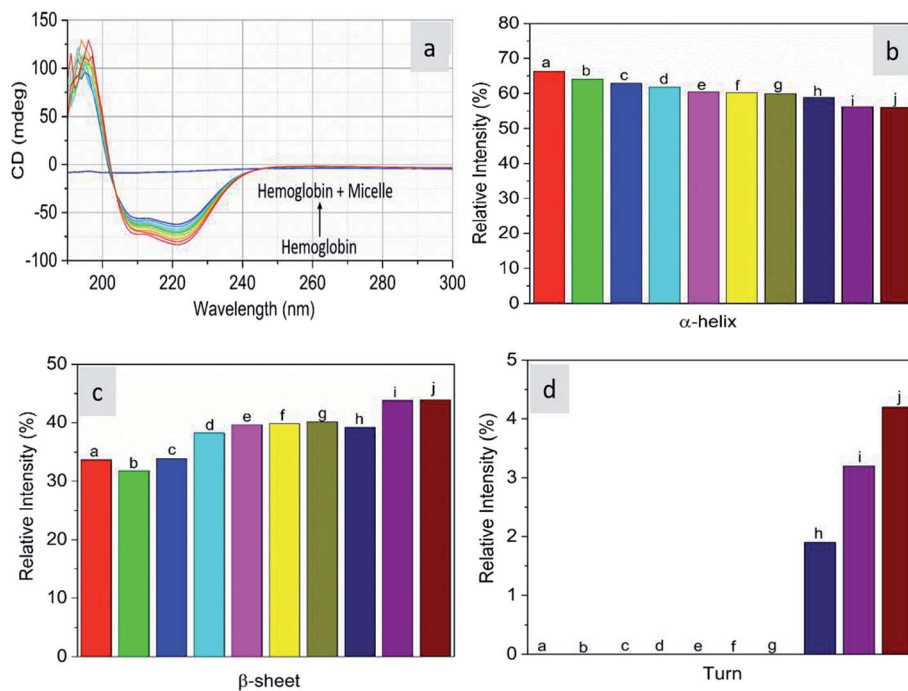 a
CD (mdeg)
150
100
50
0
-50
-100
Hemoglobin + Micelle
Hemoglobin
200 220 240 260 280 300
Wavelength (nm)
b
Relative Intensity (%)
80
70
60
50
40
30
20
10
0
a b c d e f g h i j
α-helix
c
Relative Intensity (%)
50
40
30
20
10
0
a b c d e f g h i j
β-sheet
d
Relative Intensity (%)
5
4
3
2
1
0
a b c d e f g h i j
Turn